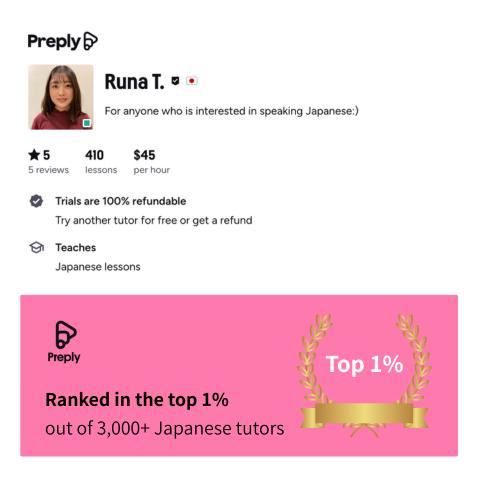 Preply
Runa T.
For anyone who is interested in speaking Japanese:)
5 410 $45
5 reviews lessons per hour
Trials are 100% refundable
Try another tutor for free or get a refund
Teaches
Japanese lessons
Preply
Top 1%
Ranked in the top 1%
out of 3,000+ Japanese tutors